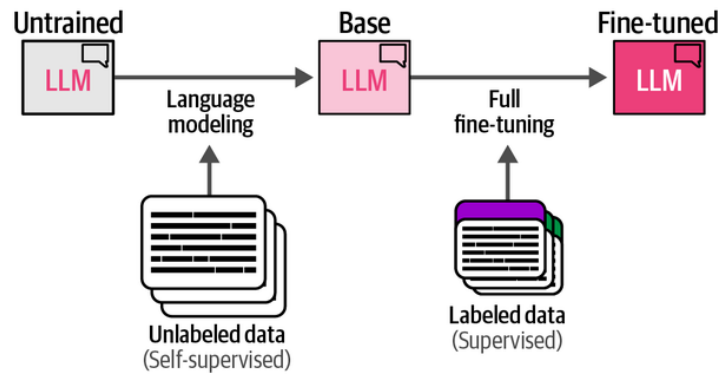 Untrained
Base
Fine-tuned
LLM
LLM
LLM
Language
modeling
Full
fine-tuning
Unlabeled data
(Self-supervised)
Labeled data
(Supervised)